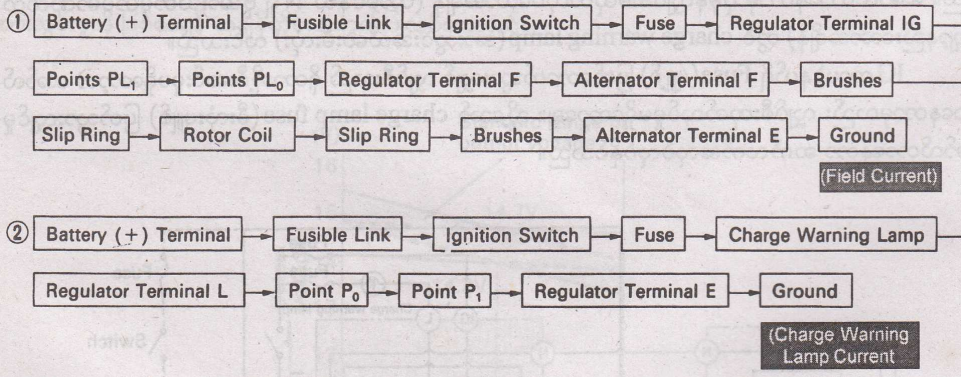 ① Battery (+) Terminal Fusible Link Ignition Switch Fuse Regulator Terminal IG
Points PL₁ Points PL₀ Regulator Terminal F Alternator Terminal F Brushes
Slip Ring Rotor Coil Slip Ring Brushes Alternator Terminal E Ground
(Field Current)
② Battery (+) Terminal Fusible Link Ignition Switch Fuse Charge Warning Lamp
Regulator Terminal L Point P₀ Point P₁ Regulator Terminal E Ground
(Charge Warning
Lamp Current